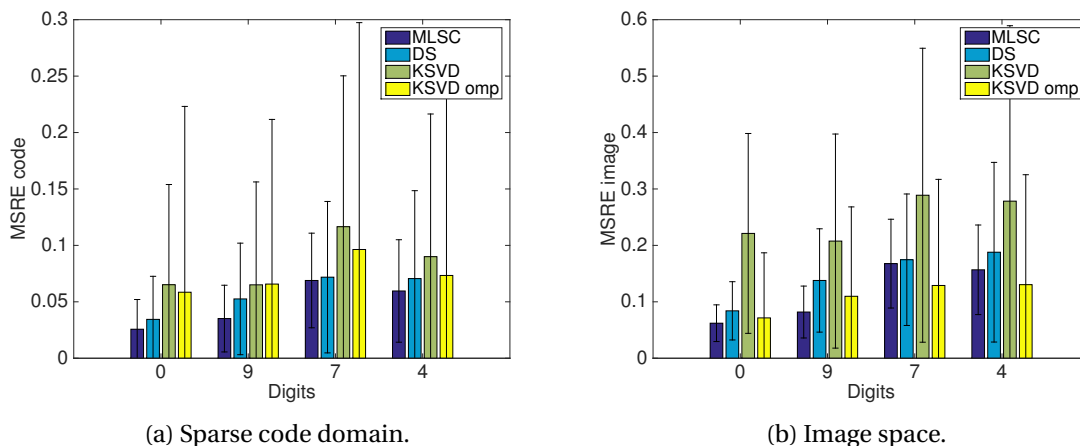 0.3
0.25
0.2
0.15
0.1
0.05
0
MSRE code
MLSC
DS
KSVD
KSVD omp
0 9 7 4
Digits
(a) Sparse code domain.
0.6
0.5
0.4
0.3
0.2
0.1
0
MSRE image
MLSC
DS
KSVD
KSVD omp
0 9 7 4
Digits
(b) Image space.